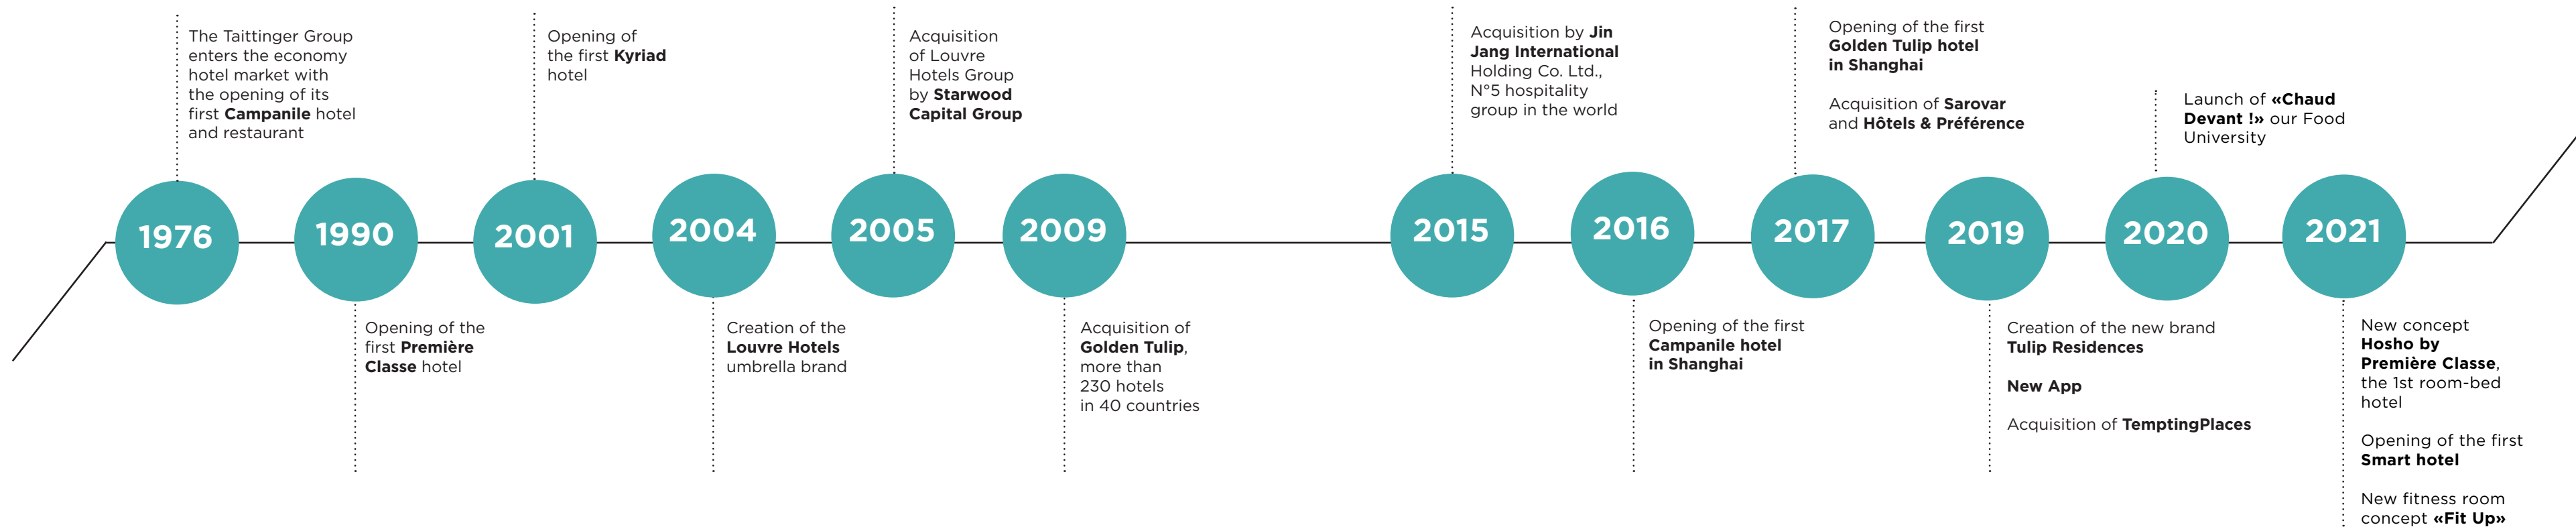 1976
The Taittinger Group
enters the economy
hotel market with
the opening of its
first Campanile hotel
and restaurant
1990
Opening of the
first Première
Classe hotel
2001
Opening of
the first Kyriad
hotel
2004
Creation of the
Louvre Hotels
umbrella brand
2005
Acquisition
of Louvre
Hotels Group
by Starwood
Capital Group
2009
Acquisition of
Golden Tulip,
more than
230 hotels
in 40 countries
2015
Acquisition by Jin
Jang International
Holding Co. Ltd.,
N°5 hospitality
group in the world
2016
Opening of the first
Campanile hotel
in Shanghai
2017
Opening of the first
Golden Tulip hotel
in Shanghai
Acquisition of Sarovar
and Hôtels & Préférence
2019
Creation of the new brand
Tulip Residences
New App
Acquisition of TemptingPlaces
2020
Launch of «Chaud
Devant !» our Food
University
2021
New concept
Hosho by
Première Classe,
the 1st room-bed
hotel
Opening of the first
Smart hotel
New fitness room
concept «Fit Up»